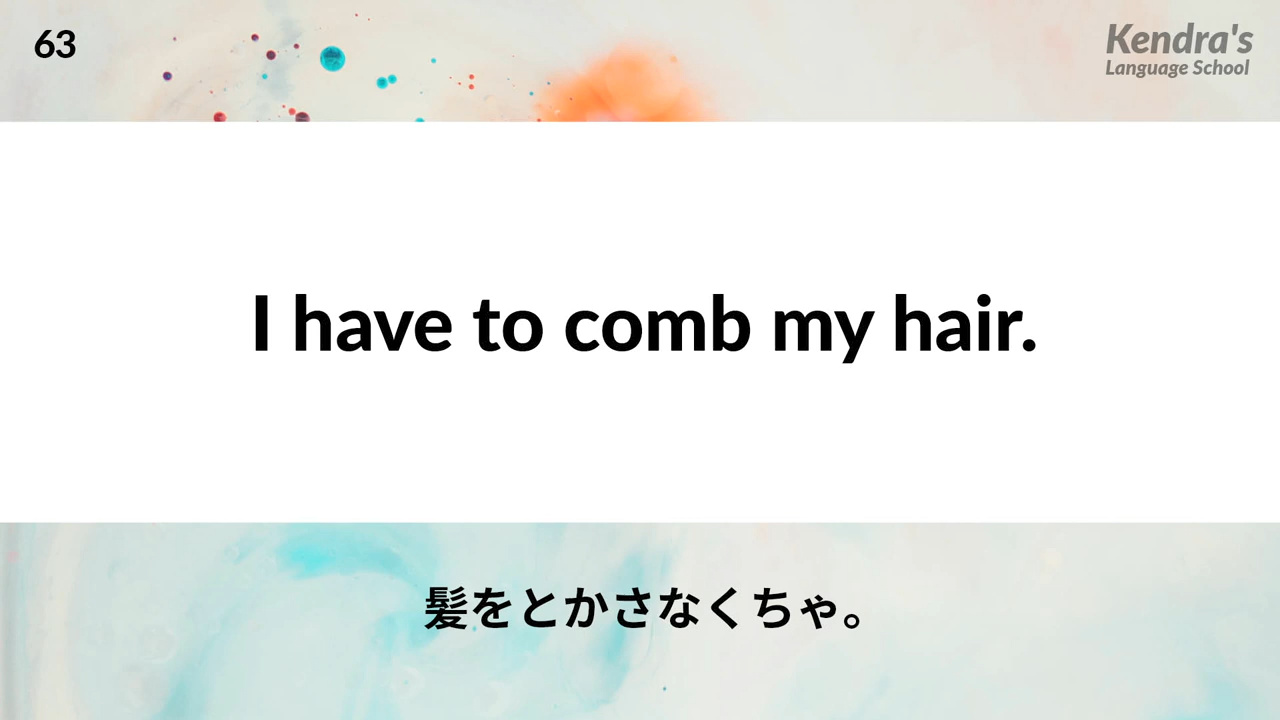 63
Kendra's
Language School
I have to comb my hair.
髪をとかさなくちゃ。